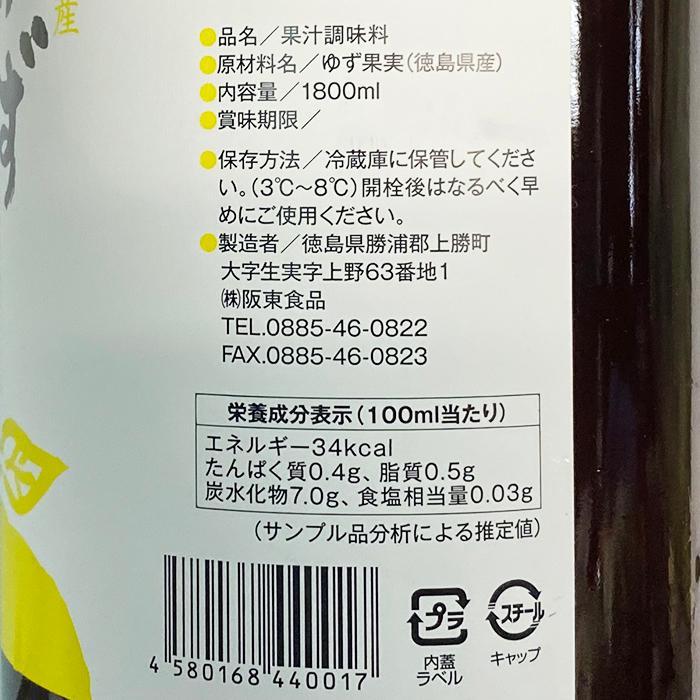 産
ゆず
●品名／果汁調味料
●原材料名／ゆず果実(徳島県産)
●内容量／1800ml
●賞味期限／
●保存方法／冷蔵庫に保管してくださ
い。(3℃〜8℃)開栓後はなるべく早
めにご使用ください。
●製造者／徳島県勝浦郡上勝町
大字生実字上野63番地1
㈱阪東食品
TEL.0885-46-0822
FAX.0885-46-0823
栄養成分表示(100ml当たり)
エネルギー34kcal
たんぱく質0.4g、脂質0.5g
炭水化物7.0g、食塩相当量0.03g
(サンプル品分析による推定値)
4 580168 440017
プラ
内蓋
ラベル
スチール
キャップ